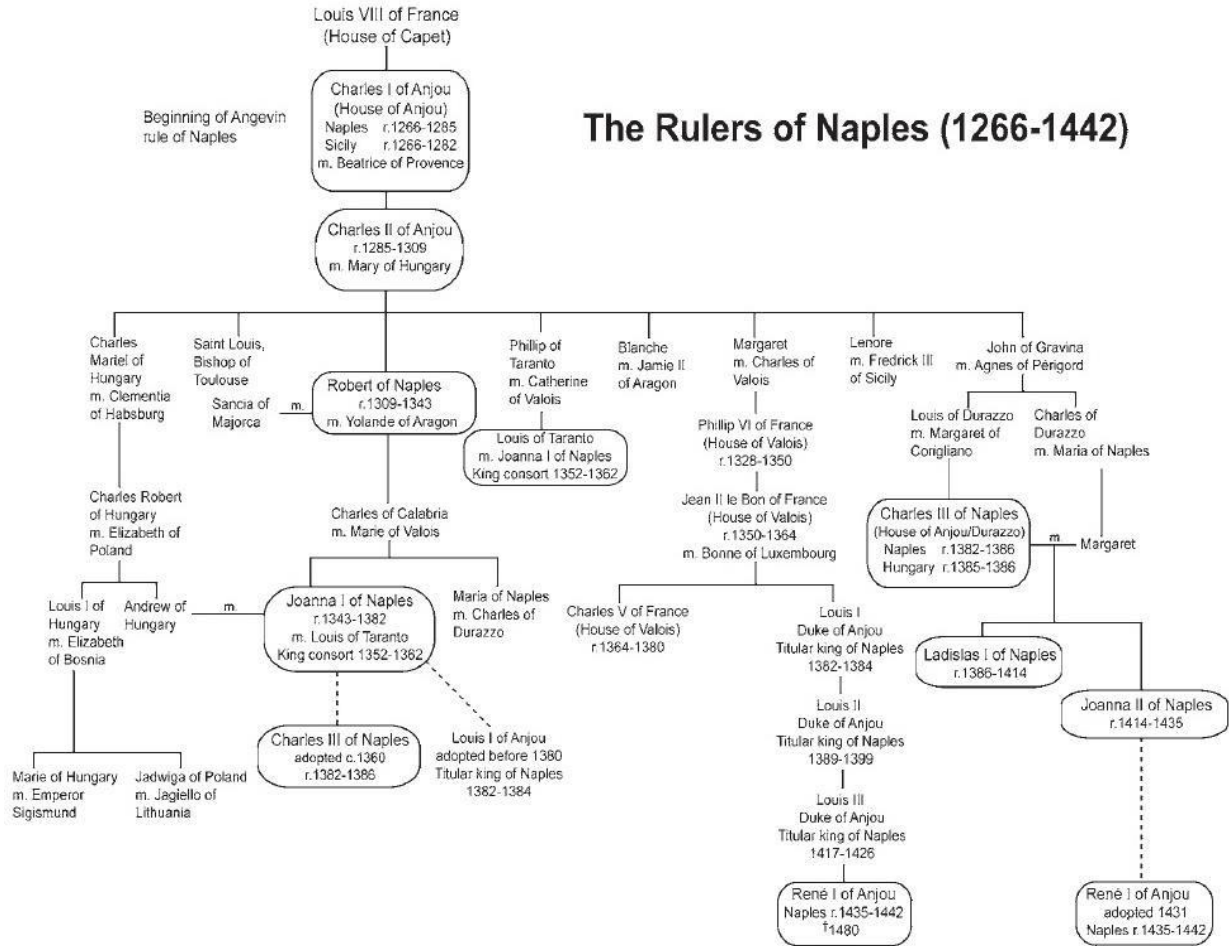 Louis VIII of France
(House of Capet)
Beginning of Angevin
rule of Naples
Charles I of Anjou
(House of Anjou)
Naples r.1266-1285
Sicily r.1266-1282
m. Beatrice of Provence
The Rulers of Naples (1266-1442)
Charles II of Anjou
r.1285-1309
m. Mary of Hungary
Charles
Martel of
Hungary
m. Clementia
of Habsburg
Saint Louis,
Bishop of
Toulouse
Sancia of
Majorca
m.
Robert of Naples
r.1309-1343
m. Yolande of Aragon
Phillip of
Taranto
m. Catherine
of Valois
Blanche
m. Jamie II
of Aragon
Margaret
m. Charles of
Valois
Lenore
m. Fredrick III
of Sicily
John of Gravina
m. Agnes of Périgord
Louis of Taranto
m. Joanna I of Naples
King consort 1352-1362
Phillip VI of France
(House of Valois)
r.1328-1350
Louis of Durazzo
m. Margaret of
Corigliano
Charles of
Durazzo
m. Maria of Naples
Charles Robert
of Hungary
m. Elizabeth of
Poland
Charles of Calabria
m. Marie of Valois
Jean II le Bon of France
(House of Valois)
r.1350-1364
m. Bonne of Luxembourg
Charles III of Naples
(House of Anjou/Durazzo)
Naples r.1382-1386
Hungary r.1385-1386
m.
Margaret
Louis I of
Hungary
m. Elizabeth
of Bosnia
Andrew of
Hungary
m.
Joanna I of Naples
r.1343-1382
m. Louis of Taranto
King consort 1352-1362
Maria of Naples
m. Charles of
Durazzo
Charles V of France
(House of Valois)
r.1364-1380
Louis I
Duke of Anjou
Titular king of Naples
1382-1384
Ladislas I of Naples
r.1386-1414
Joanna II of Naples
r.1414-1435
Marie of Hungary
m. Emperor
Sigismund
Jadwiga of Poland
m. Jagiello of
Lithuania
Charles III of Naples
adopted c.1360
r.1382-1386
Louis I of Anjou
adopted before 1380
Titular king of Naples
1382-1384
Louis II
Duke of Anjou
Titular king of Naples
1389-1399
Louis III
Duke of Anjou
Titular king of Naples
1417-1426
René I of Anjou
Naples r.1435-1442
†1480
René I of Anjou
adopted 1431
Naples r.1435-1442